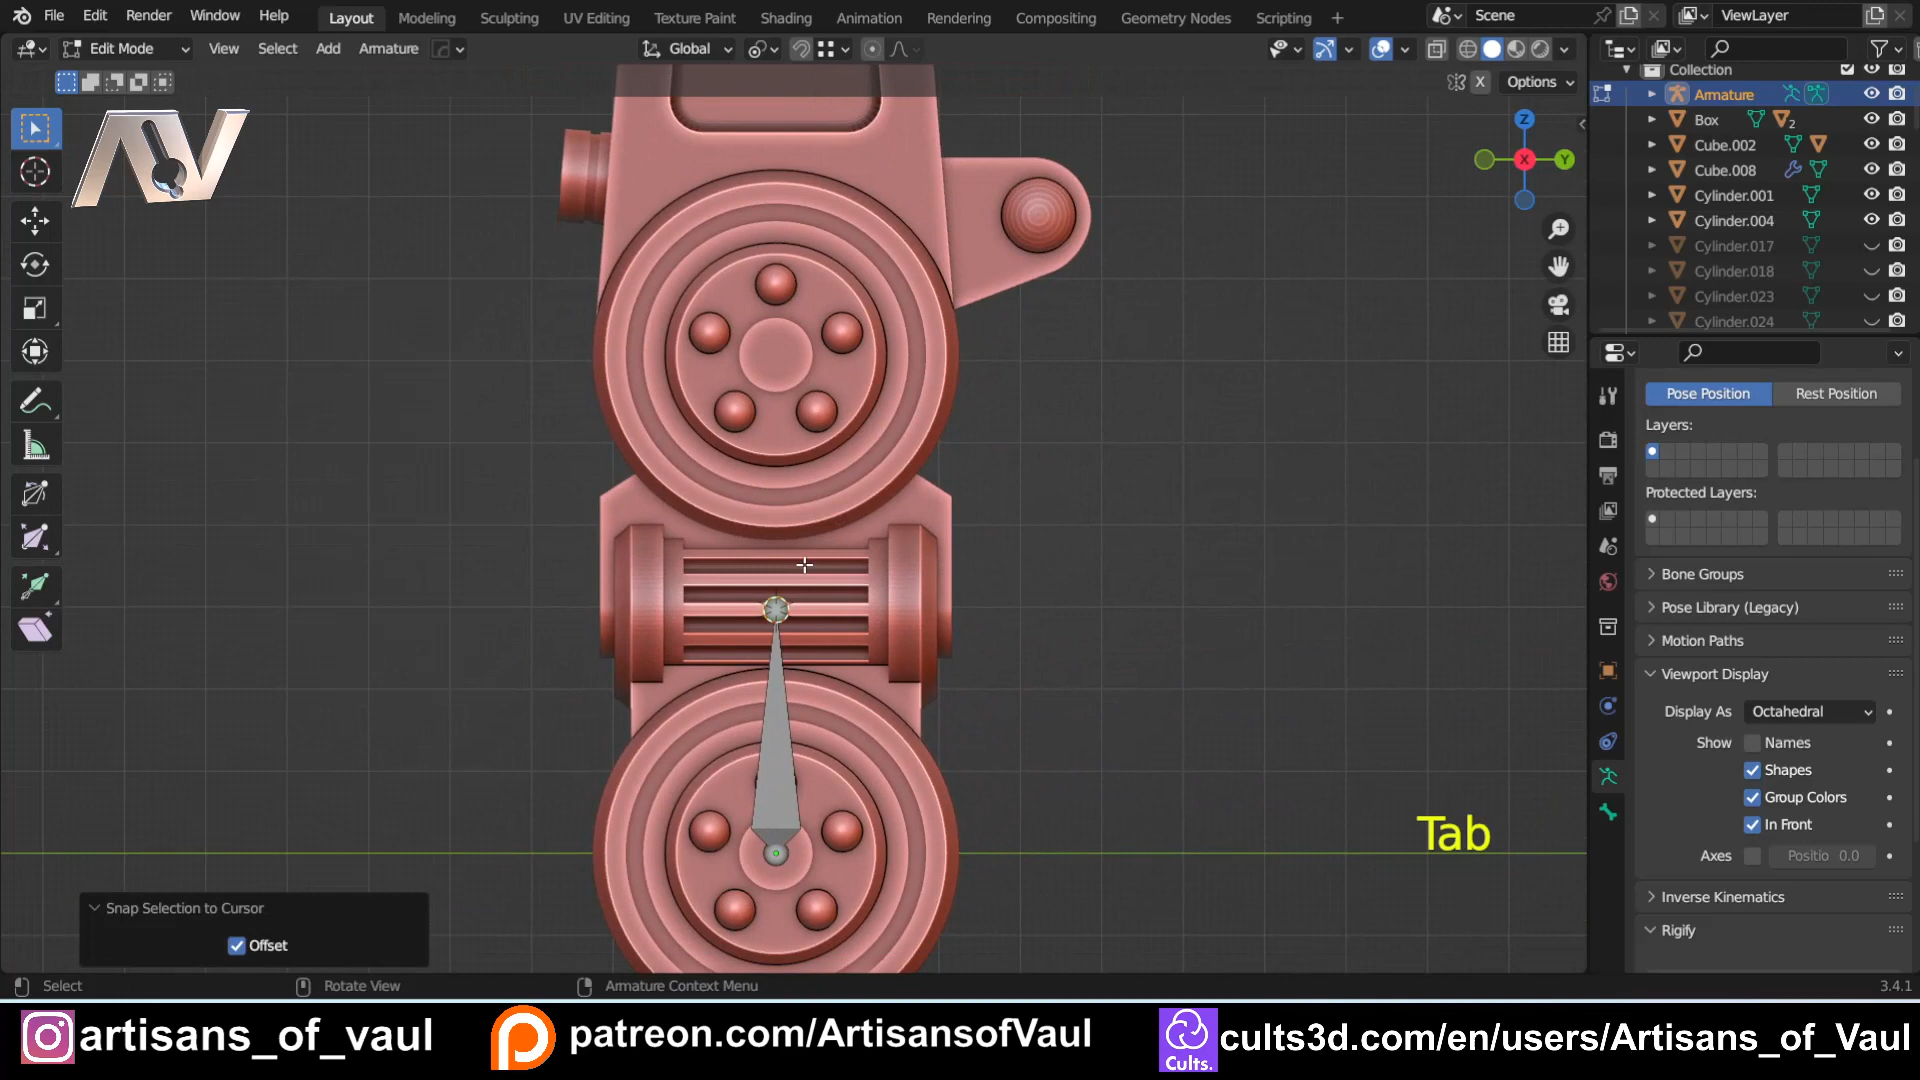 File Edit Render Window Help Layout Modeling Sculpting UV Editing Texture Paint Shading Animation Rendering Compositing Geometry Nodes Scripting + Scene ViewLayer
Edit Mode View Select Add Armature Global
X Options
AV
Z
X
Y
Collection
Armature
Box 2
Cube.002
Cube.008
Cylinder.001
Cylinder.004
Cylinder.017
Cylinder.018
Cylinder.023
Cylinder.024
Pose Position Rest Position
Layers:
Protected Layers:
Bone Groups
Pose Library (Legacy)
Motion Paths
Viewport Display
Display As Octahedral
Show Names
Shapes
Group Colors
In Front
Axes Positio 0.0
Inverse Kinematics
Rigify
Tab
Snap Selection to Cursor
Offset
Select Rotate View Armature Context Menu 3.4.1
artisans_of_vaul patreon.com/ArtisansofVaul Cults. cults3d.com/en/users/Artisans_of_Vaul